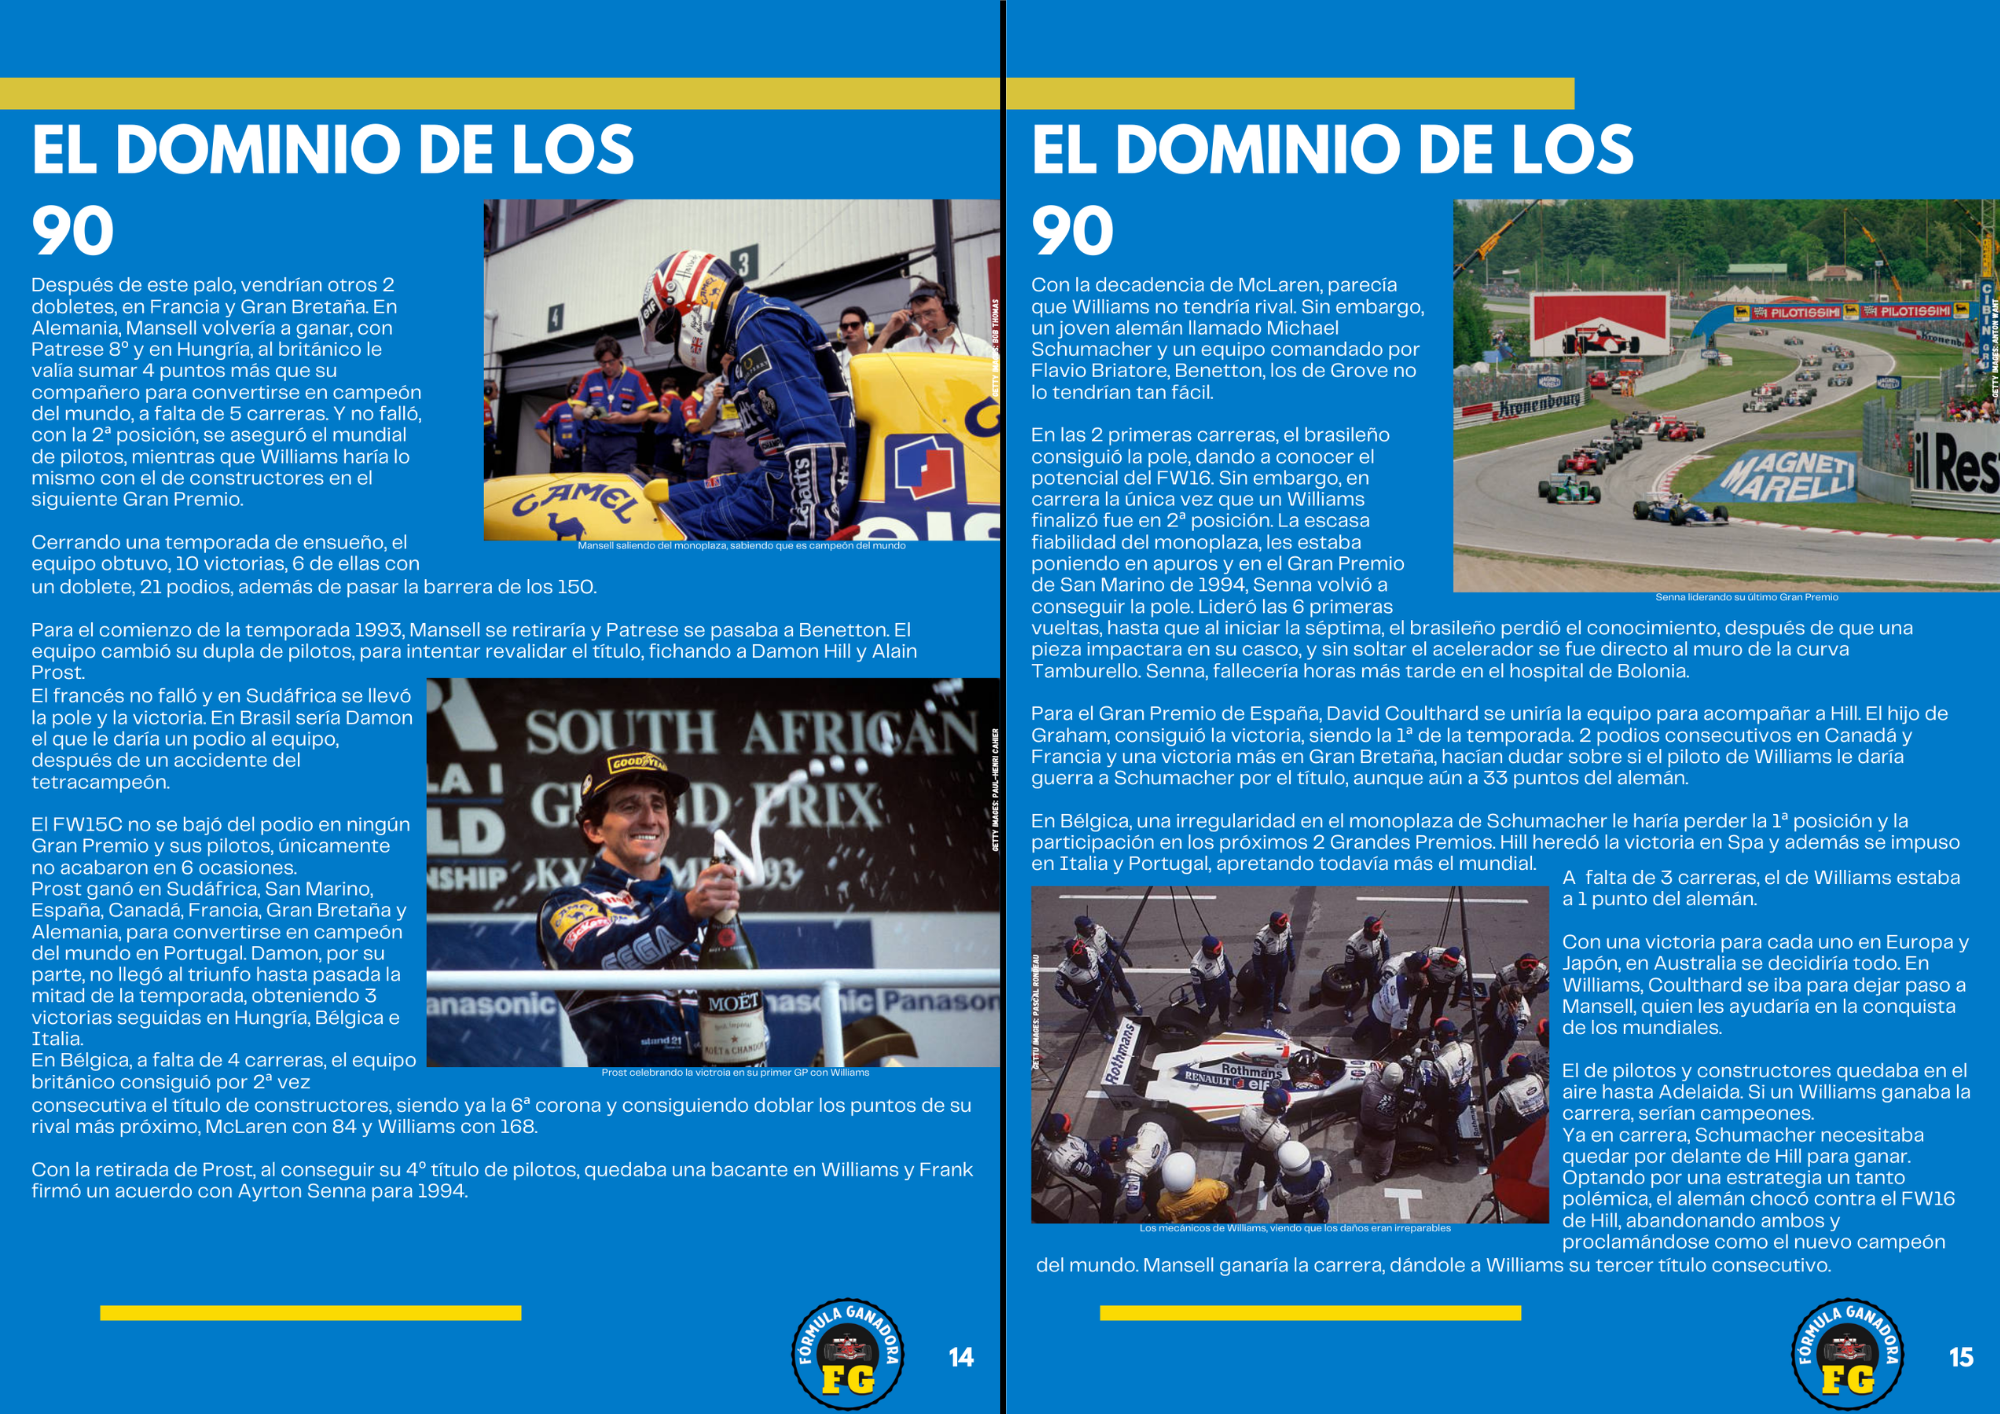 EL DOMINIO DE LOS
90
Después de este palo, vendrían otros 2
dobletes, en Francia y Gran Bretaña. En
Alemania, Mansell volvería a ganar, con
Patrese 8º y en Hungría, al británico le
valía sumar 4 puntos más que su
compañero para convertirse en campeón
del mundo, a falta de 5 carreras. Y no falló,
con la 2ª posición, se aseguró el mundial
de pilotos, mientras que Williams haría lo
mismo con el de constructores en el
siguiente Gran Premio.
Cerrando una temporada de ensueño, el
equipo obtuvo, 10 victorias, 6 de ellas con
un doblete, 21 podios, además de pasar la barrera de los 150.
3
4
CAMEL
elf
Legatts
GETTY IMAGES: BOB THOMAS
Mansell saliendo del monoplaza, sabiendo que es campeón del mundo
Para el comienzo de la temporada 1993, Mansell se retiraría y Patrese se pasaba a Benetton. El
equipo cambió su dupla de pilotos, para intentar revalidar el título, fichando a Damon Hill y Alain
Prost.
El francés no falló y en Sudáfrica se llevó
la pole y la victoria. En Brasil sería Damon
el que le daría un podio al equipo,
después de un accidente del
tetracampeón.
El FW15C no se bajó del podio en ningún
Gran Premio y sus pilotos, únicamente
no acabaron en 6 ocasiones.
Prost ganó en Sudáfrica, San Marino,
España, Canadá, Francia, Gran Bretaña y
Alemania, para convertirse en campeón
del mundo en Portugal. Damon, por su
parte, no llegó al triunfo hasta pasada la
mitad de la temporada, obteniendo 3
victorias seguidas en Hungría, Bélgica e
Italia.
En Bélgica, a falta de 4 carreras, el equipo
británico consiguió por 2ª vez
consecutiva el título de constructores, siendo ya la 6ª corona y consiguiendo doblar los puntos de su
rival más próximo, McLaren con 84 y Williams con 168.
SOUTH AFRICAN
GRAND PRIX
GOODYEAR
SEGA
anasonic
Panason
MOËT
MOËT & CHANDON
GETTY IMAGES: PAUL-HENRI CAHIER
Prost celebrando la victroia en su primer GP con Williams
Con la retirada de Prost, al conseguir su 4º título de pilotos, quedaba una bacante en Williams y Frank
firmó un acuerdo con Ayrton Senna para 1994.
FÓRMULA GANADORA
FG
14
EL DOMINIO DE LOS
90
Con la decadencia de McLaren, parecía
que Williams no tendría rival. Sin embargo,
un joven alemán llamado Michael
Schumacher y un equipo comandado por
Flavio Briatore, Benetton, los de Grove no
lo tendrían tan fácil.
En las 2 primeras carreras, el brasileño
consiguió la pole, dando a conocer el
potencial del FW16. Sin embargo, en
carrera la única vez que un Williams
finalizó fue en 2ª posición. La escasa
fiabilidad del monoplaza, les estaba
poniendo en apuros y en el Gran Premio
de San Marino de 1994, Senna volvió a
conseguir la pole. Lideró las 6 primeras
vueltas, hasta que al iniciar la séptima, el brasileño perdió el conocimiento, después de que una
pieza impactara en su casco, y sin soltar el acelerador se fue directo al muro de la curva
Tamburello. Senna, fallecería horas más tarde en el hospital de Bolonia.
PILOTISSIMI
PILOTISSIMI
Kronenbourg
MAGNETI
MARELLI
il Res
GETTY IMAGES: ANTON WANT
Senna liderando su último Gran Premio
Para el Gran Premio de España, David Coulthard se uniría la equipo para acompañar a Hill. El hijo de
Graham, consiguió la victoria, siendo la 1ª de la temporada. 2 podios consecutivos en Canadá y
Francia y una victoria más en Gran Bretaña, hacían dudar sobre si el piloto de Williams le daría
guerra a Schumacher por el título, aunque aún a 33 puntos del alemán.
En Bélgica, una irregularidad en el monoplaza de Schumacher le haría perder la 1ª posición y la
participación en los próximos 2 Grandes Premios. Hill heredó la victoria en Spa y además se impuso
en Italia y Portugal, apretando todavía más el mundial.
A falta de 3 carreras, el de Williams estaba
a 1 punto del alemán.
Con una victoria para cada uno en Europa y
Japón, en Australia se decidiría todo. En
Williams, Coulthard se iba para dejar paso a
Mansell, quien les ayudaría en la conquista
de los mundiales.
El de pilotos y constructores quedaba en el
aire hasta Adelaida. Si un Williams ganaba la
carrera, serían campeones.
Ya en carrera, Schumacher necesitaba
quedar por delante de Hill para ganar.
Optando por una estrategia un tanto
polémica, el alemán chocó contra el FW16
de Hill, abandonando ambos y
proclamándose como el nuevo campeón
del mundo. Mansell ganaría la carrera, dándole a Williams su tercer título consecutivo.
Rothmans
Rothmans
RENAULT elf
GETTU IMAGES: PASCAL RONDEAU
Los mecánicos de Williams, viendo que los daños eran irreparables
FÓRMULA GANADORA
FG
15